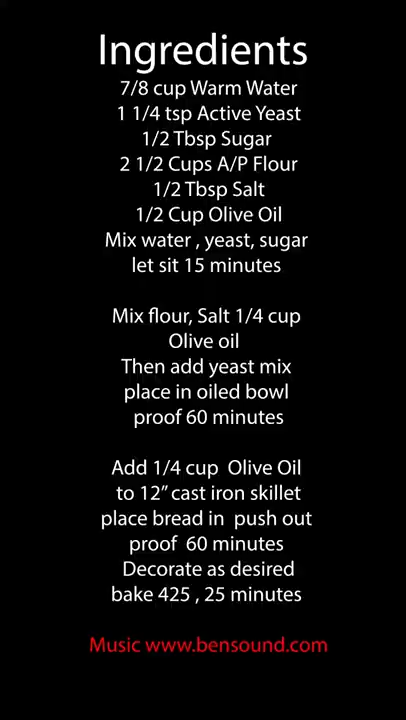 Ingredients
7/8 cup Warm Water
1 1/4 tsp Active Yeast
1/2 Tbsp Sugar
2 1/2 Cups A/P Flour
1/2 Tbsp Salt
1/2 Cup Olive Oil
Mix water , yeast, sugar
let sit 15 minutes
Mix flour, Salt 1/4 cup
Olive oil
Then add yeast mix
place in oiled bowl
proof 60 minutes
Add 1/4 cup Olive Oil
to 12” cast iron skillet
place bread in push out
proof 60 minutes
Decorate as desired
bake 425 , 25 minutes
Music www.bensound.com